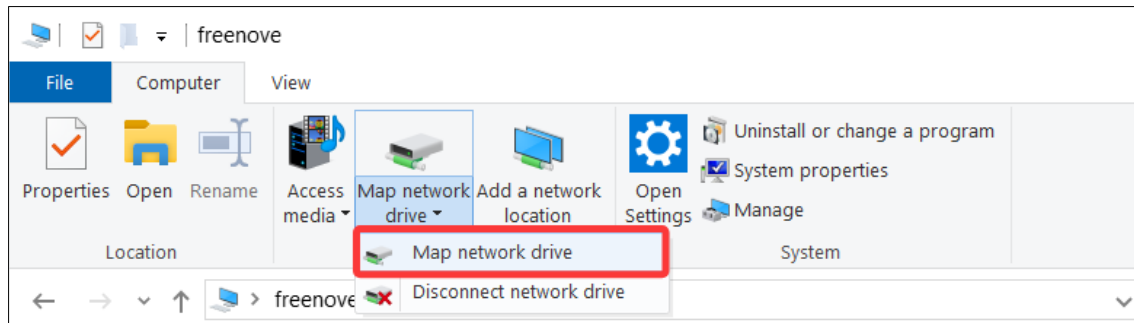 freenove
File Computer View
Properties Open Rename
Access media
Map network drive
Add a network location
Open Settings
Uninstall or change a program
System properties
Manage
Location
System
Map network drive
Disconnect network drive
freenove